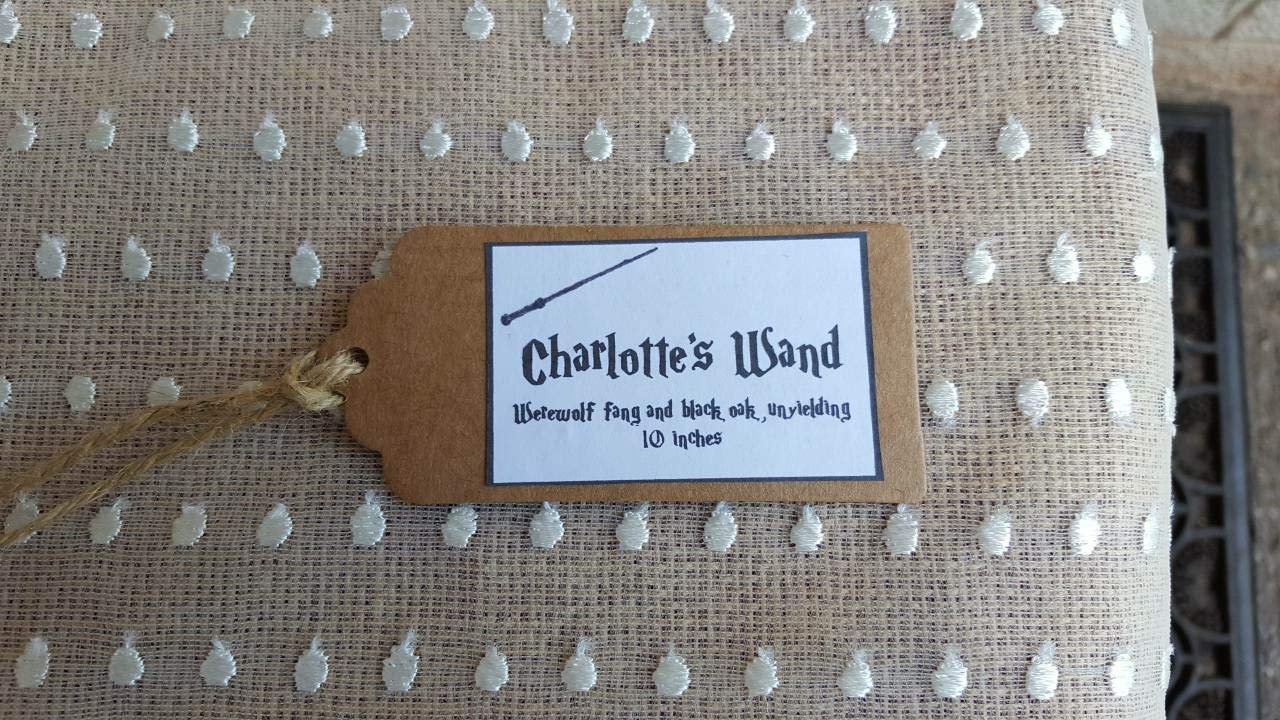 Charlotte's Wand
Werewolf fang and black oak, unyielding
10 inches